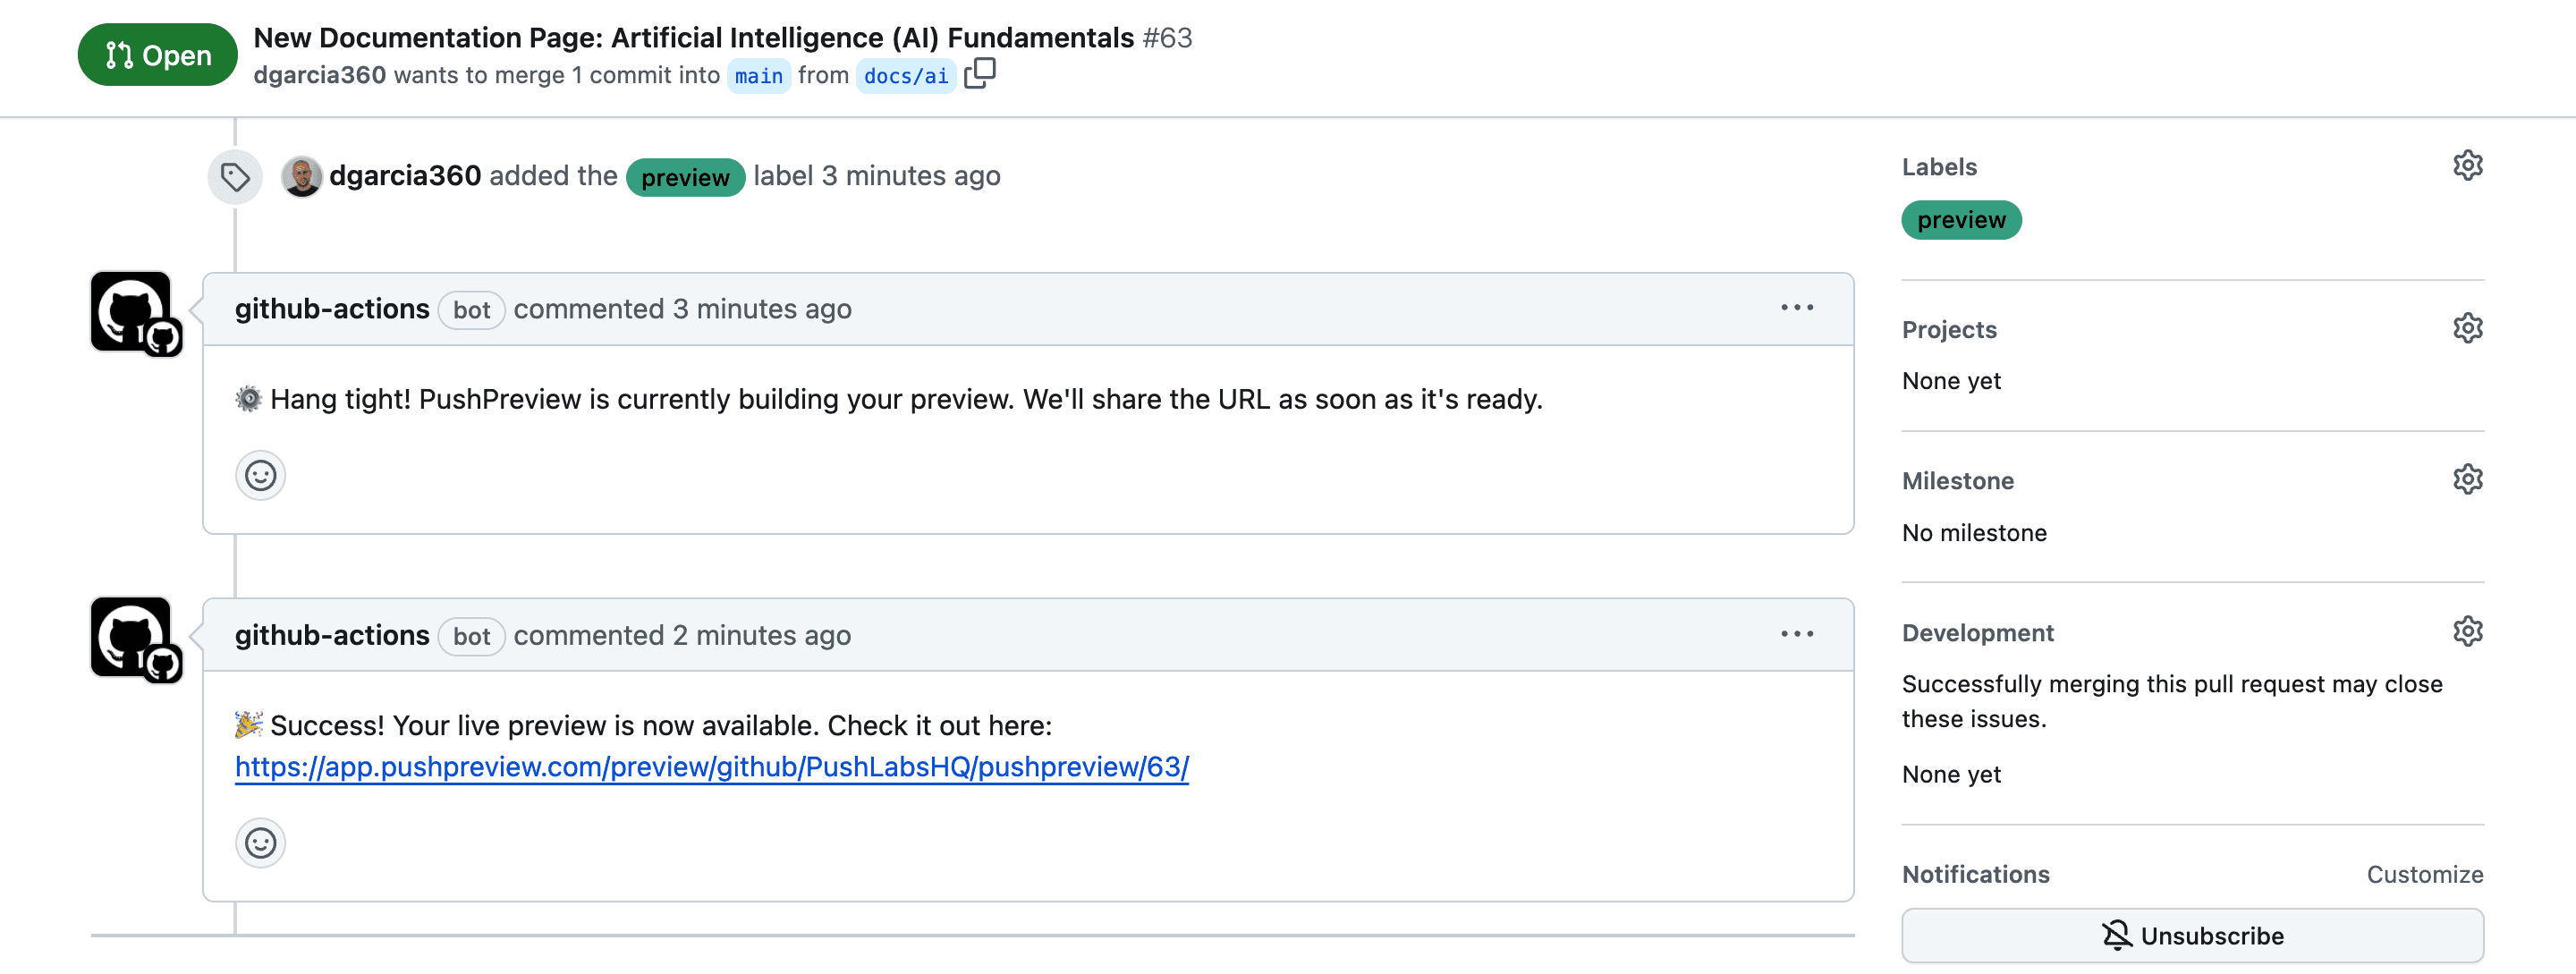 Open
New Documentation Page: Artificial Intelligence (AI) Fundamentals #63
dgarcia360 wants to merge 1 commit into main from docs/ai
dgarcia360 added the preview label 3 minutes ago
github-actions bot commented 3 minutes ago
Hang tight! PushPreview is currently building your preview. We'll share the URL as soon as it's ready.
github-actions bot commented 2 minutes ago
Success! Your live preview is now available. Check it out here:
https://app.pushpreview.com/preview/github/PushLabsHQ/pushpreview/63/
Labels
preview
Projects
None yet
Milestone
No milestone
Development
Successfully merging this pull request may close
these issues.
None yet
Notifications Customize
Unsubscribe